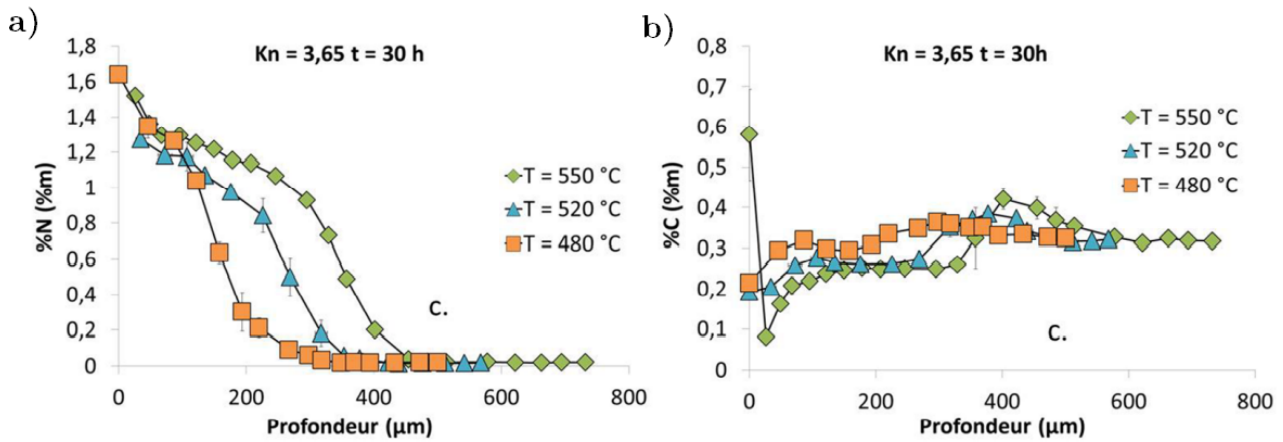 a)
%N (%m)
1,8
1,6
1,4
1,2
1
0,8
0,6
0,4
0,2
0
Kn = 3,65 t = 30 h
T = 550 °C
T = 520 °C
T = 480 °C
c.
0
200
400
600
800
Profondeur (µm)
b)
%C (%m)
0,8
0,7
0,6
0,5
0,4
0,3
0,2
0,1
0
Kn = 3,65 t = 30h
T = 550 °C
T = 520 °C
T = 480 °C
c.
0
200
400
600
800
Profondeur (µm)